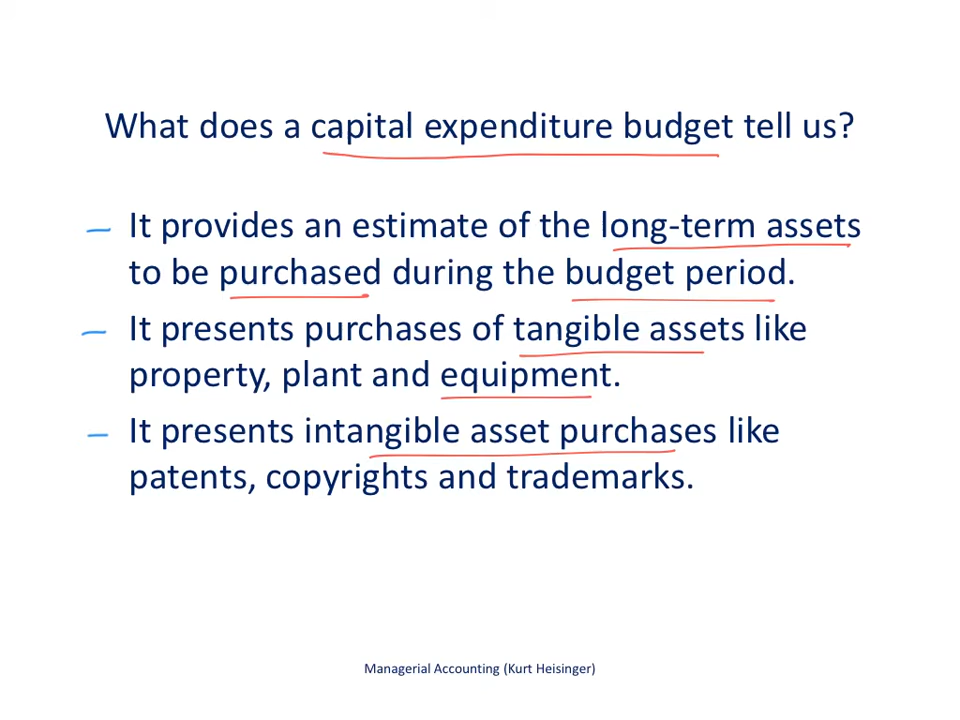 What does a capital expenditure budget tell us?
It provides an estimate of the long-term assets
to be purchased during the budget period.
It presents purchases of tangible assets like
property, plant and equipment.
It presents intangible asset purchases like
patents, copyrights and trademarks.
Managerial Accounting (Kurt Heisinger)